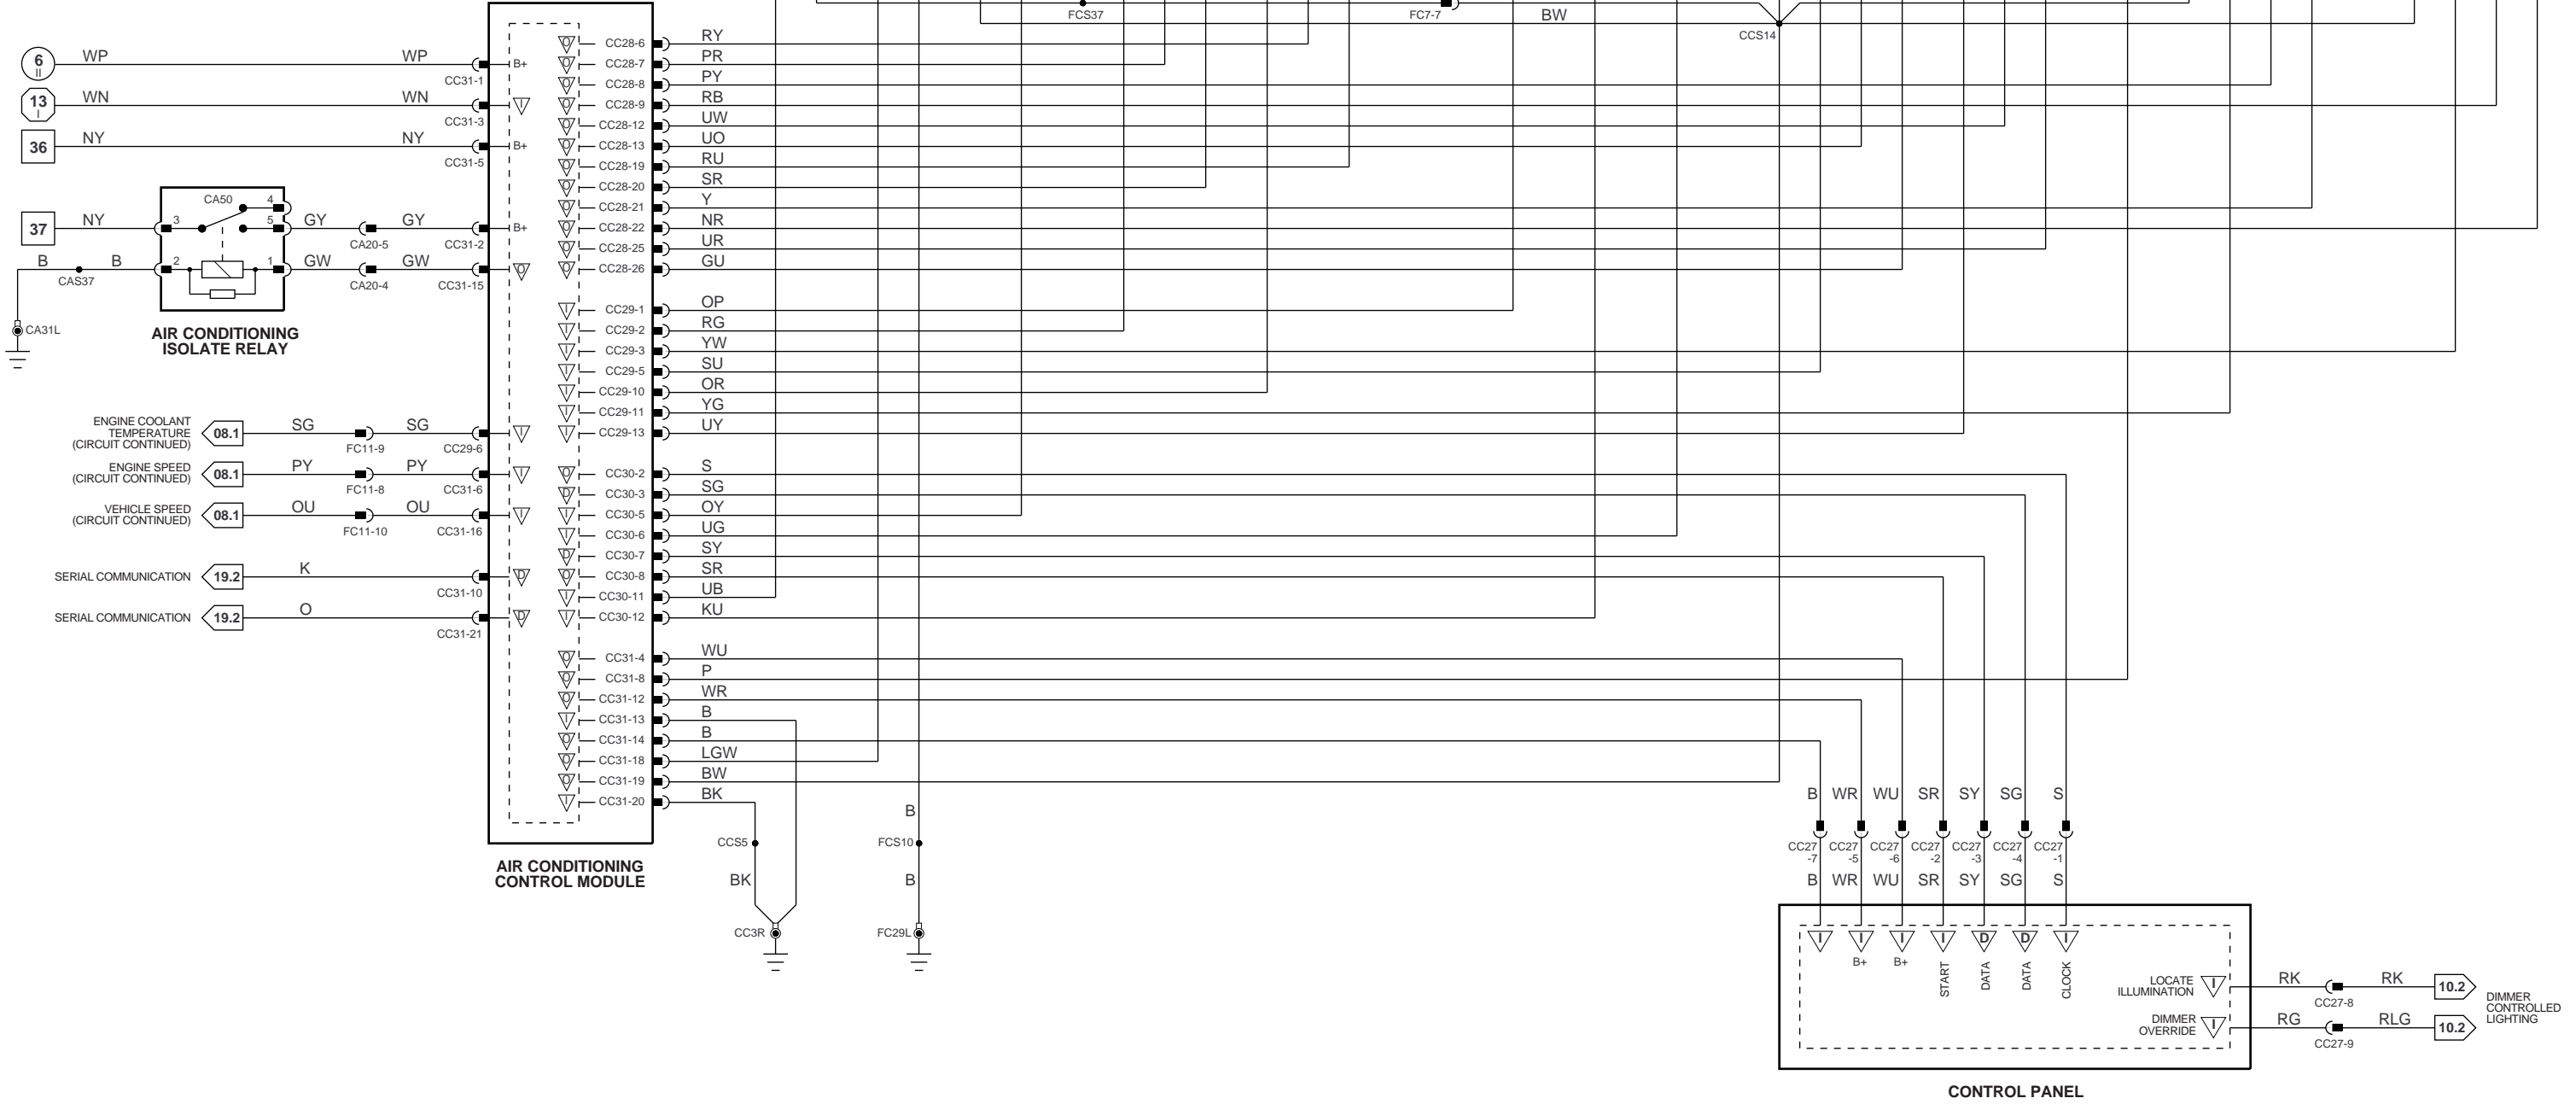 FCS37
FC7-7
BW
CCS14
6
II
WP
WP
CC31-1
B+
13
I
WN
WN
CC31-3
I
36
NY
NY
CC31-5
B+
37
NY
CA50
3
4
5
GY
GY
CA20-5
CC31-2
B+
B
B
CAS37
2
1
GW
GW
CA20-4
CC31-15
O
CA31L
AIR CONDITIONING
ISOLATE RELAY
ENGINE COOLANT
TEMPERATURE
(CIRCUIT CONTINUED)
08.1
SG
SG
FC11-9
CC29-6
I
ENGINE SPEED
(CIRCUIT CONTINUED)
08.1
PY
PY
FC11-8
CC31-6
I
VEHICLE SPEED
(CIRCUIT CONTINUED)
08.1
OU
OU
FC11-10
CC31-16
I
SERIAL COMMUNICATION
19.2
K
CC31-10
D
SERIAL COMMUNICATION
19.2
O
CC31-21
D
O CC28-6 RY
O CC28-7 PR
O CC28-8 PY
O CC28-9 RB
O CC28-12 UW
O CC28-13 UO
O CC28-19 RU
O CC28-20 SR
O CC28-21 Y
O CC28-22 NR
O CC28-25 UR
O CC28-26 GU
I CC29-1 OP
I CC29-2 RG
I CC29-3 YW
I CC29-5 SU
I CC29-10 OR
I CC29-11 YG
I CC29-13 UY
O CC30-2 S
D CC30-3 SG
I CC30-5 OY
I CC30-6 UG
D CC30-7 SY
O CC30-8 SR
I CC30-11 UB
I CC30-12 KU
O CC31-4 WU
O CC31-8 P
O CC31-12 WR
I CC31-13 B
O CC31-14 B
O CC31-18 LGW
O CC31-19 BW
I CC31-20 BK
AIR CONDITIONING
CONTROL MODULE
CCS5
BK
CC3R
B
FCS10
B
FC29L
B WR WU SR SY SG S
CC27 CC27 CC27 CC27 CC27 CC27 CC27
-7 -5 -6 -2 -3 -4 -1
B WR WU SR SY SG S
I I I I D D I
B+ B+ START DATA DATA CLOCK
LOCATE
ILLUMINATION
I
RK
CC27-8
RK
10.2
DIMMER
OVERRIDE
I
RG
CC27-9
RLG
10.2
DIMMER
CONTROLLED
LIGHTING
CONTROL PANEL